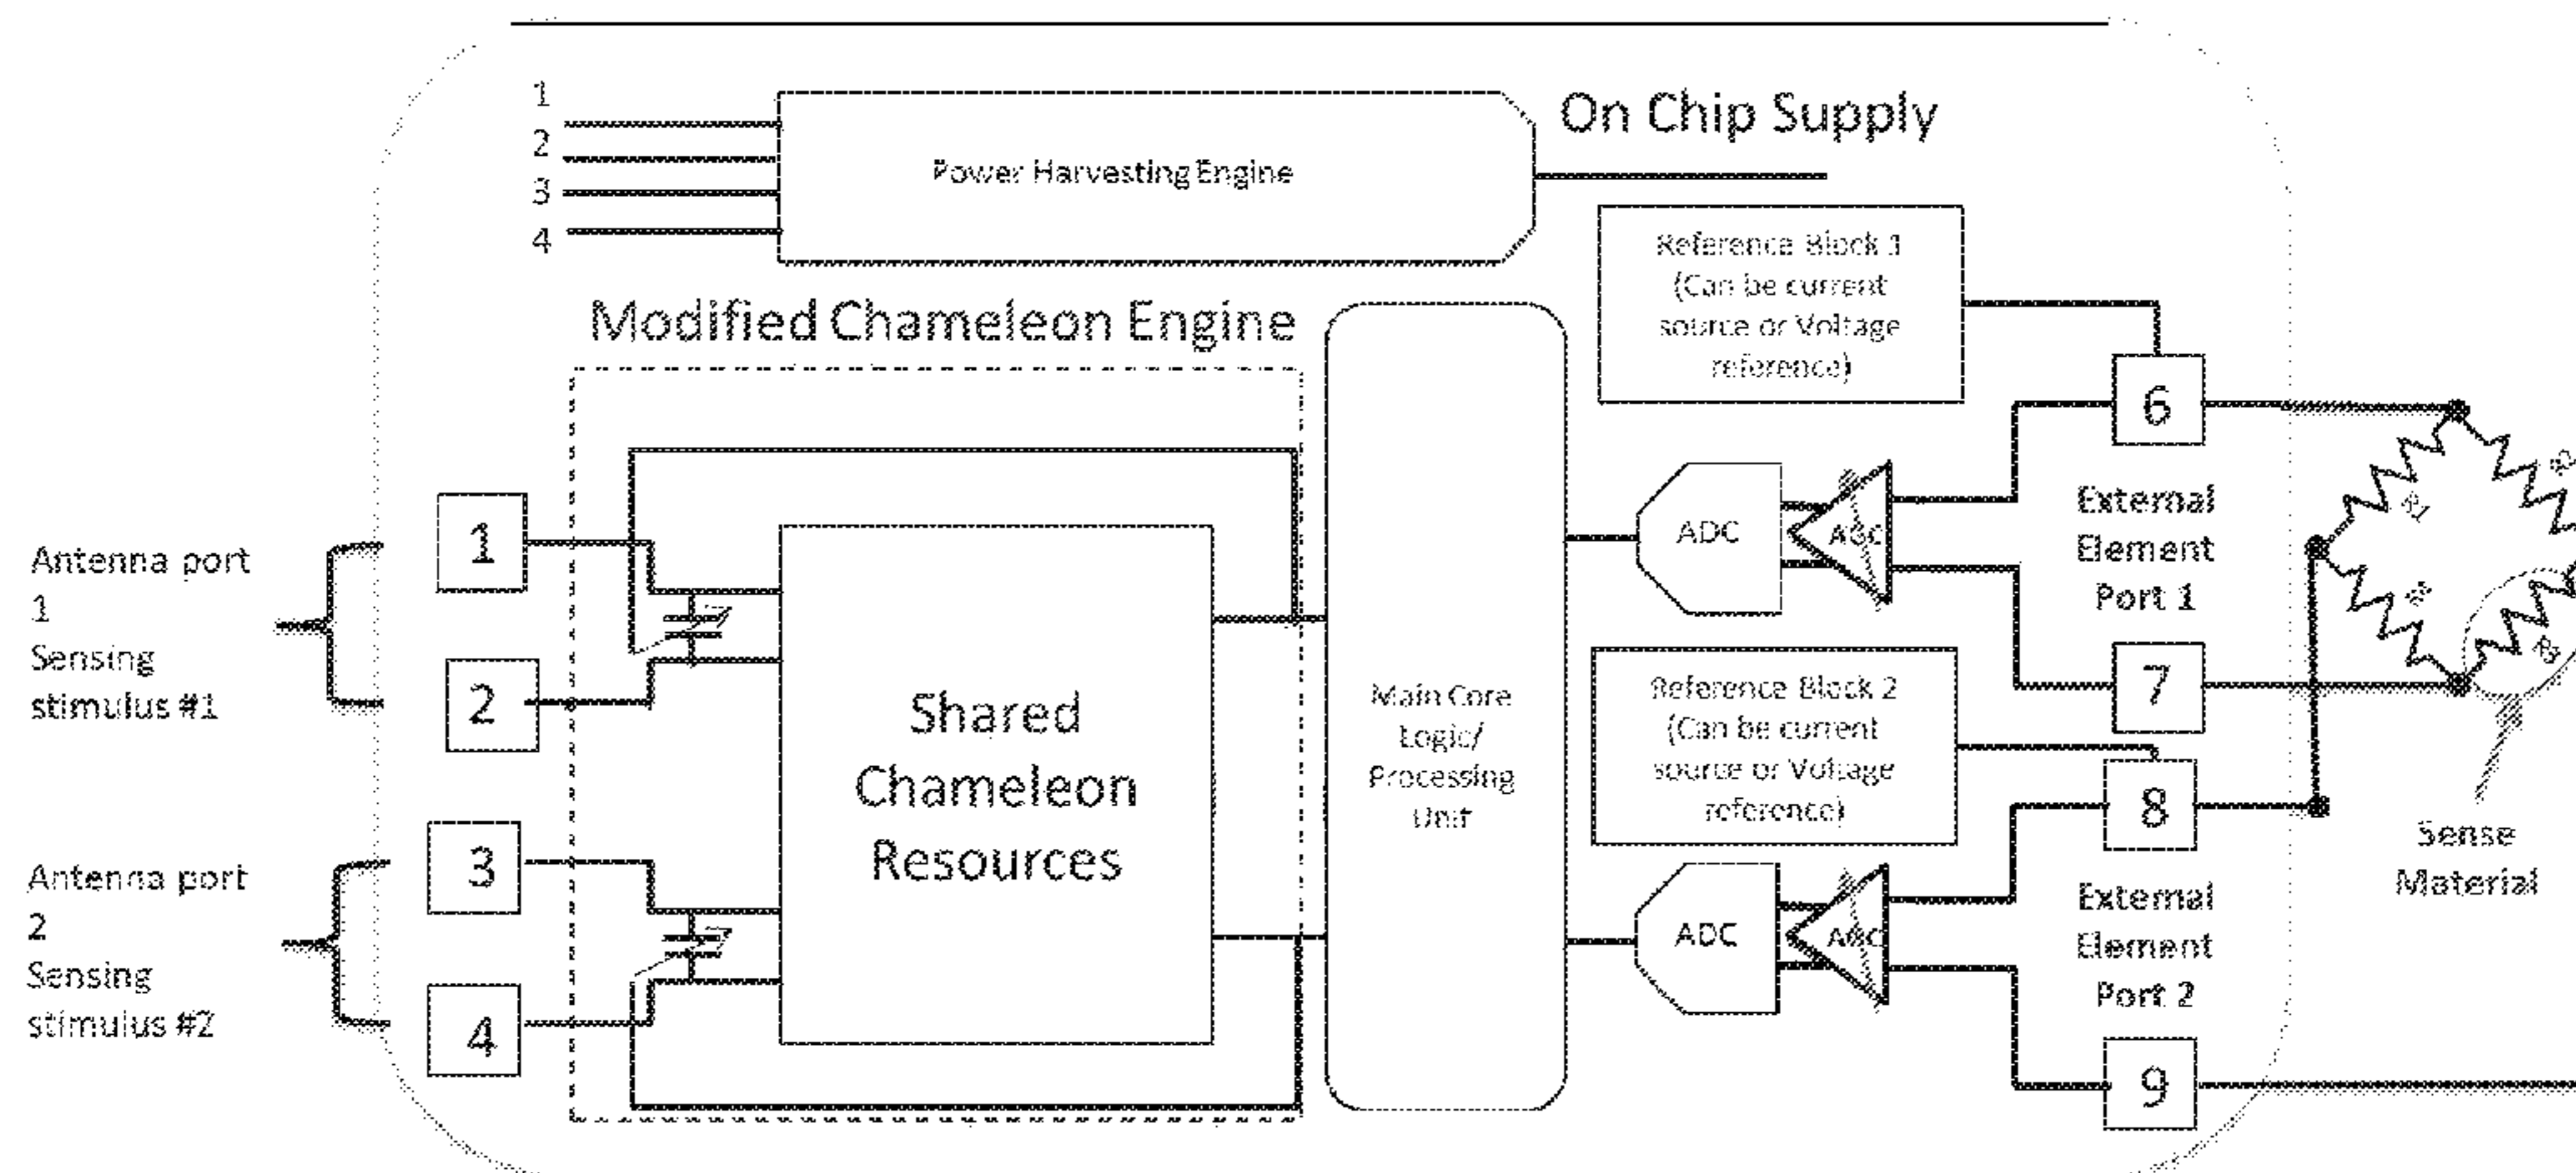 1
2
3
4
Power Harvesting Engine
On Chip Supply
Reference Block 1
(Can be current
source or Voltage
reference)
Modified Chameleon Engine
6
External
Element
Port 1
7
ADC
AGC
R1
Antenna port
1
Sensing
stimulus #1
1
2
Shared
Chameleon
Resources
Main Core
Logic/
Processing
Unit
Reference Block 2
(Can be current
source or Voltage
reference)
8
Sense
Material
Antenna port
2
Sensing
stimulus #2
3
4
ADC
AGC
External
Element
Port 2
9